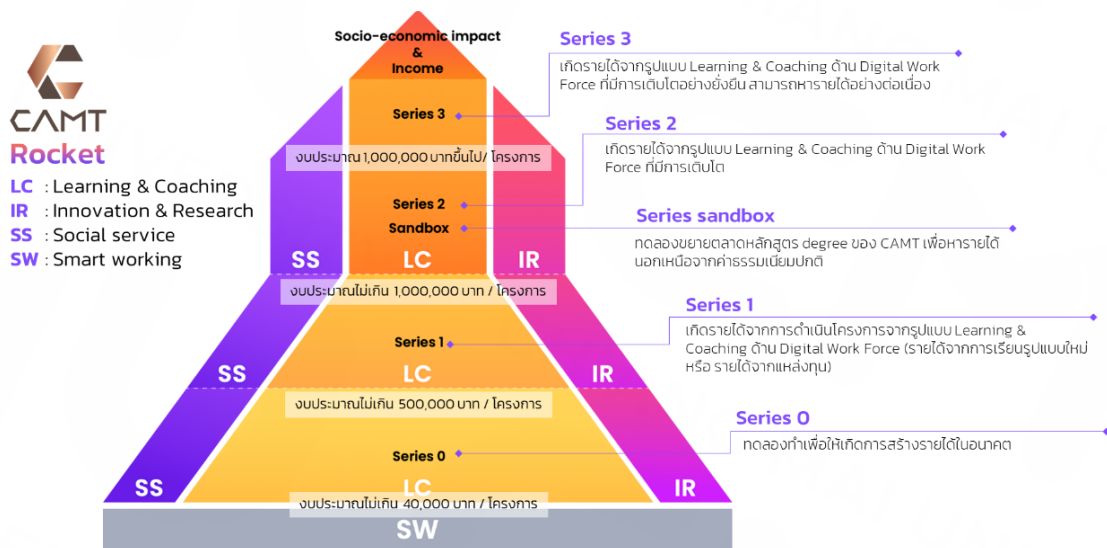 CAMT
Rocket
LC : Learning & Coaching
IR : Innovation & Research
SS : Social service
SW : Smart working
Socio-economic impact
&
Income
Series 3
งบประมาณ 1,000,000 บาทขึ้นไป/ โครงการ
Series 2
Sandbox
SS
LC
IR
งบประมาณไม่เกิน 1,000,000 บาท / โครงการ
Series 1
SS
LC
IR
งบประมาณไม่เกิน 500,000 บาท / โครงการ
Series 0
SS
LC
IR
งบประมาณไม่เกิน 40,000 บาท / โครงการ
SW
Series 3
เกิดรายได้จากรูปแบบ Learning & Coaching ด้าน Digital Work
Force ที่มีการเติบโตอย่างยั่งยืน สามารถหารายได้อย่างต่อเนื่อง
Series 2
เกิดรายได้จากรูปแบบ Learning & Coaching ด้าน Digital Work
Force ที่มีการเติบโต
Series sandbox
ทดลองขยายตลาดหลักสูตร degree ของ CAMT เพื่อหารายได้
นอกเหนือจากค่าธรรมเนียมปกติ
Series 1
เกิดรายได้จากการดำเนินโครงการจากรูปแบบ Learning &
Coaching ด้าน Digital Work Force (รายได้จากการเรียนรูปแบบใหม่
หรือ รายได้จากแหล่งทุน)
Series 0
ทดลองทำเพื่อให้เกิดการสร้างรายได้ในอนาคต